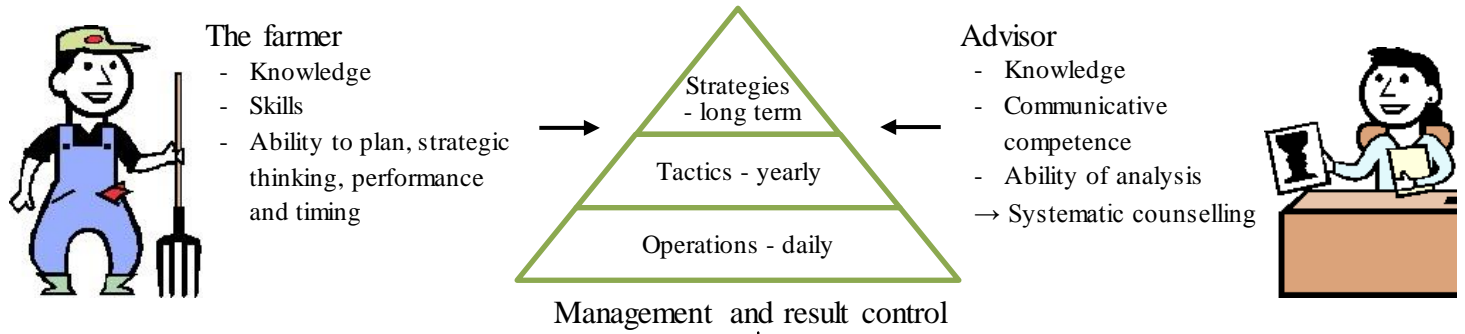 The farmer
- Knowledge
- Skills
- Ability to plan, strategic
thinking, performance
and timing
Strategies
- long term
Tactics - yearly
Operations - daily
Management and result control
Advisor
- Knowledge
- Communicative
competence
- Ability of analysis
→ Systematic counselling